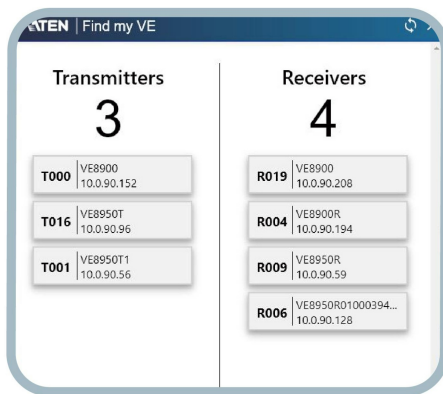 ATEN | Find my VE
Transmitters
3
T000 VE8900
10.0.90.152
T016 VE8950T
10.0.90.96
T001 VE8950T1
10.0.90.56
Receivers
4
R019 VE8900
10.0.90.208
R004 VE8900R
10.0.90.194
R009 VE8950R
10.0.90.59
R006 VE8950R01000394...
10.0.90.128